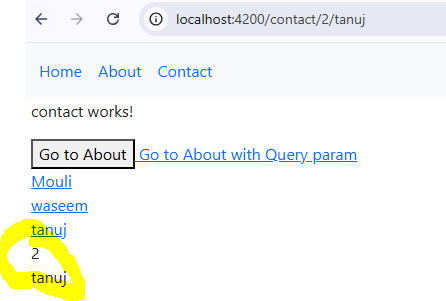 localhost:4200/contact/2/tanuj
Home About Contact
contact works!
Go to About Go to About with Query param
Mouli
waseem
tanuj
2
tanuj